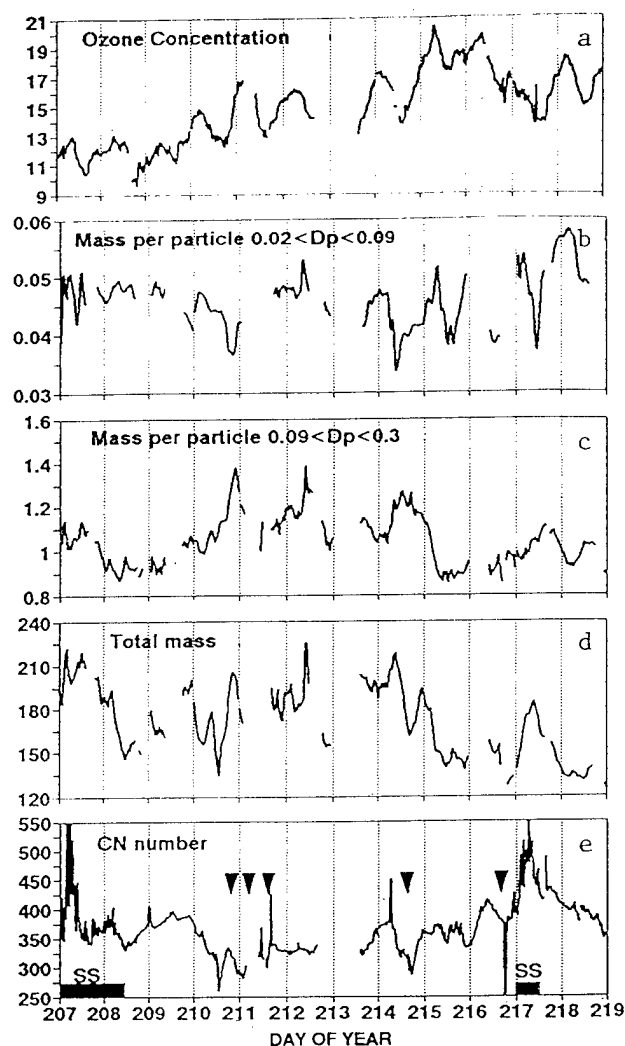 21
19
17
15
13
11
9
Ozone Concentration
a
0.06
0.05
0.04
0.03
Mass per particle 0.02<Dp<0.09
b
1.6
1.4
1.2
1
0.8
Mass per particle 0.09<Dp<0.3
c
240
210
180
150
120
Total mass
d
550
500
450
400
350
300
250
CN number
e
SS
SS
207 208 209 210 211 212 213 214 215 216 217 218 219
DAY OF YEAR